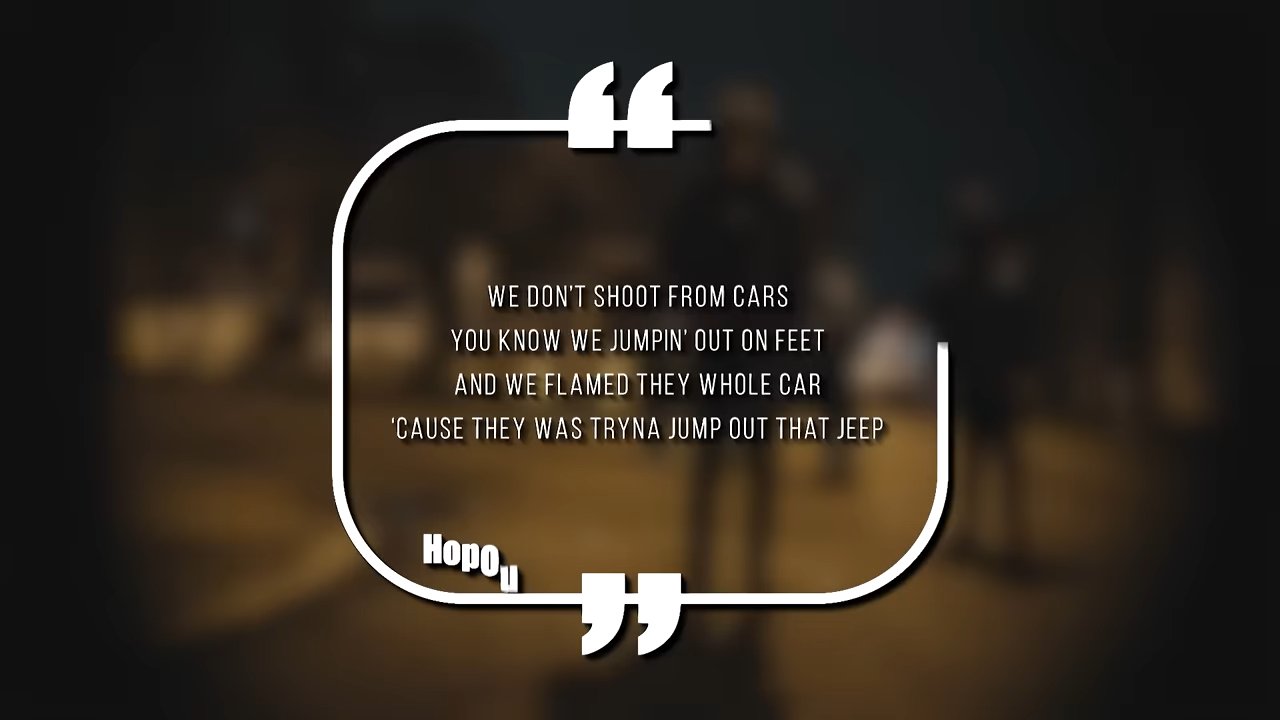 WE DON'T SHOOT FROM CARS
YOU KNOW WE JUMPIN' OUT ON FEET
AND WE FLAMED THEY WHOLE CAR
'CAUSE THEY WAS TRYNA JUMP OUT THAT JEEP
HopOu